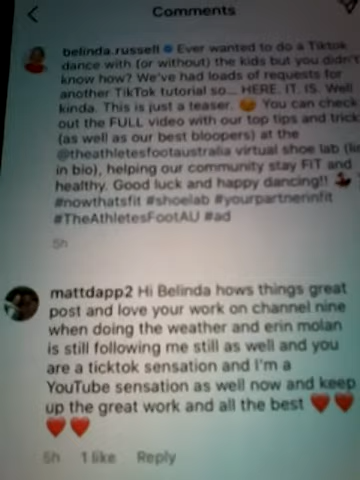 Comments
belinda.russell Ever wanted to do a Tiktok
dance with (or without) the kids but you didn't
know how? We've had loads of requests for
another TikTok tutorial so... HERE. IT. IS. Well
kinda. This is just a teaser. 😉 You can check
out the FULL video with our top tips and trick
(as well as our best bloopers) at the
@theathletesfootaustralia virtual shoe lab (li
in bio), helping our community stay FIT and
healthy. Good luck and happy dancing!! 💃
#nowthatsfit #shoelab #yourpartnerinfit
#TheAthletesFootAU #ad
5h
mattdapp2 Hi Belinda hows things great
post and love your work on channel nine
when doing the weather and erin molan
is still following me still as well and you
are a ticktok sensation and I'm a
YouTube sensation as well now and keep
up the great work and all the best ❤️❤️
❤️❤️
5h 1 like Reply